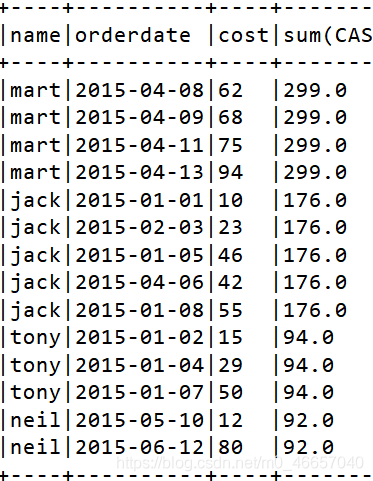 +----+----------+----+-------
|name|orderdate |cost|sum(CAS
+----+----------+----+-------
|mart|2015-04-08|62  |299.0
|mart|2015-04-09|68  |299.0
|mart|2015-04-11|75  |299.0
|mart|2015-04-13|94  |299.0
|jack|2015-01-01|10  |176.0
|jack|2015-02-03|23  |176.0
|jack|2015-01-05|46  |176.0
|jack|2015-04-06|42  |176.0
|jack|2015-01-08|55  |176.0
|tony|2015-01-02|15  |94.0
|tony|2015-01-04|29  |94.0
|tony|2015-01-07|50  |94.0
|neil|2015-05-10|12  |92.0
|neil|2015-06-12|80  |92.0
https://blog.csdn.net/m0_46657040
+----+----------+----+-------